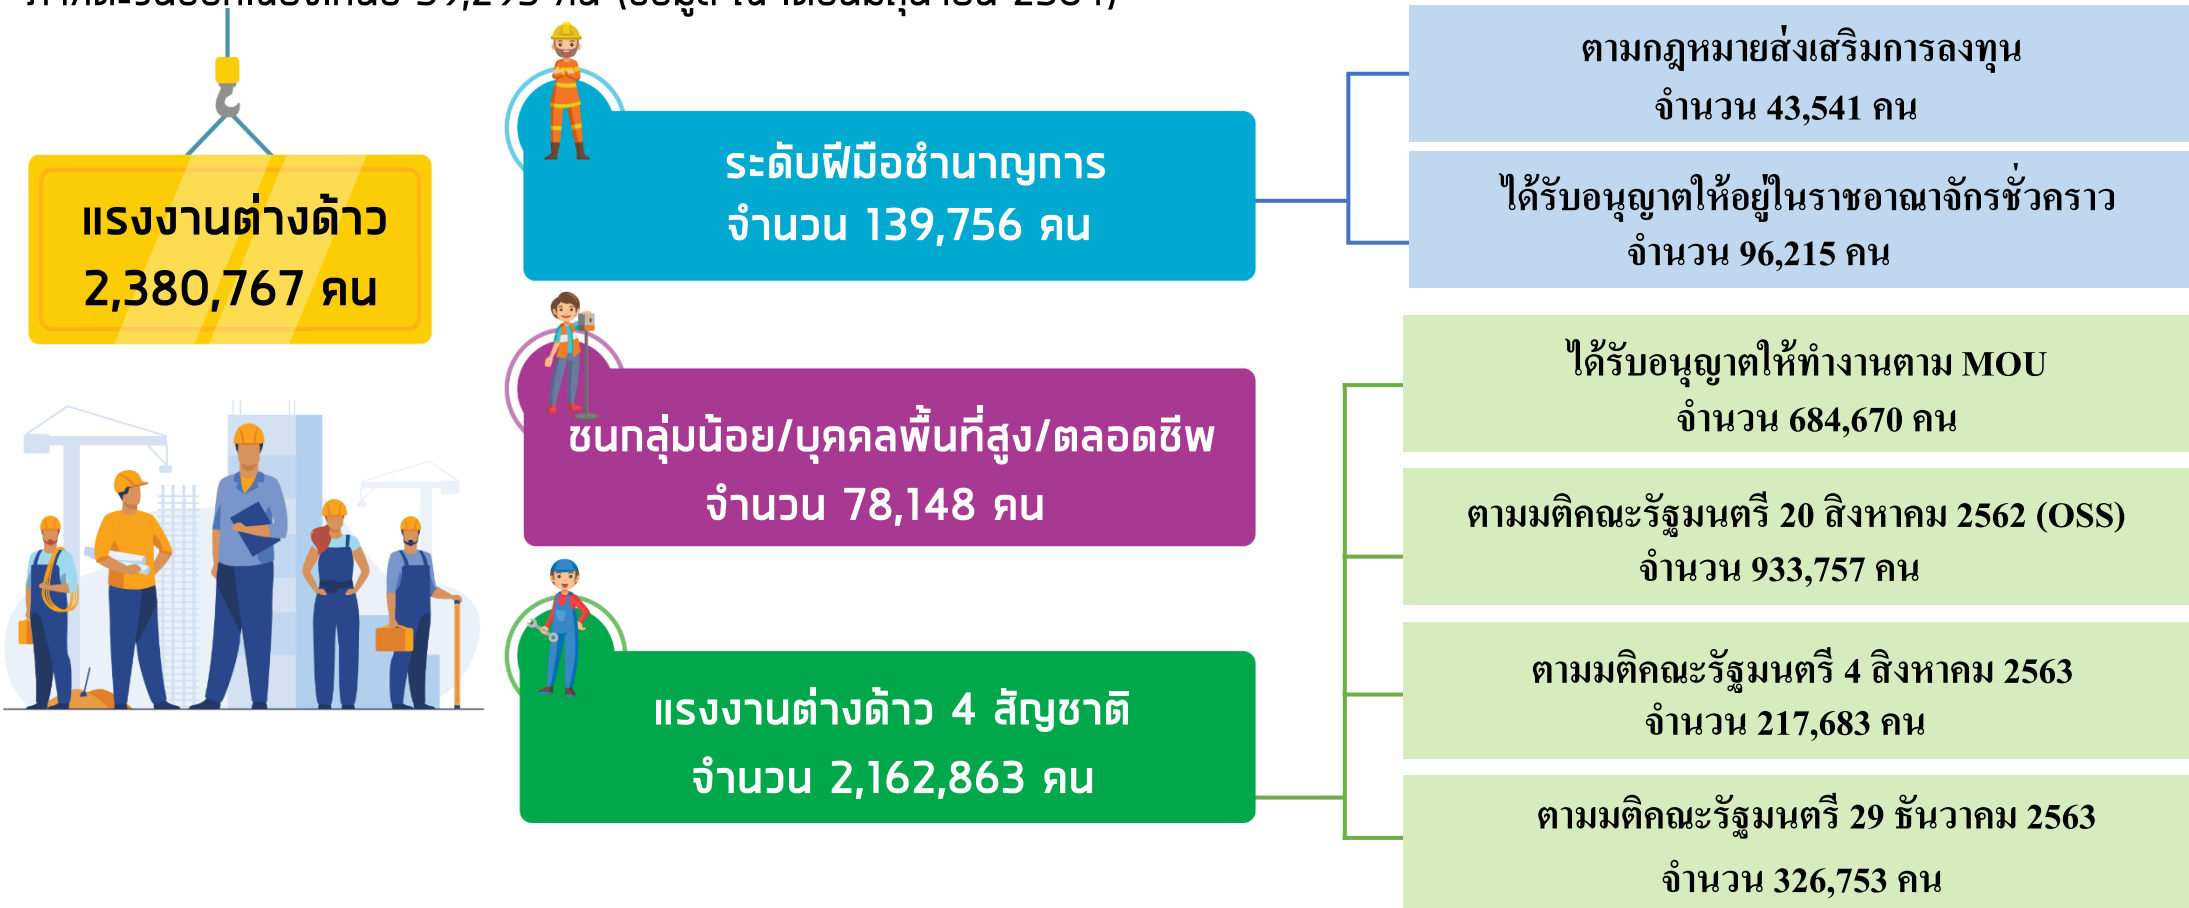 แรงงานต่างด้าว
2,380,767 คน
ระดับฝีมือชำนาญการ
จำนวน 139,756 คน
ตามกฎหมายส่งเสริมการลงทุน
จำนวน 43,541 คน
ได้รับอนุญาตให้อยู่ในราชอาณาจักรชั่วคราว
จำนวน 96,215 คน
ชนกลุ่มน้อย/บุคคลพื้นที่สูง/ตลอดชีพ
จำนวน 78,148 คน
แรงงานต่างด้าว 4 สัญชาติ
จำนวน 2,162,863 คน
ได้รับอนุญาตให้ทำงานตาม MOU
จำนวน 684,670 คน
ตามมติคณะรัฐมนตรี 20 สิงหาคม 2562 (OSS)
จำนวน 933,757 คน
ตามมติคณะรัฐมนตรี 4 สิงหาคม 2563
จำนวน 217,683 คน
ตามมติคณะรัฐมนตรี 29 ธันวาคม 2563
จำนวน 326,753 คน